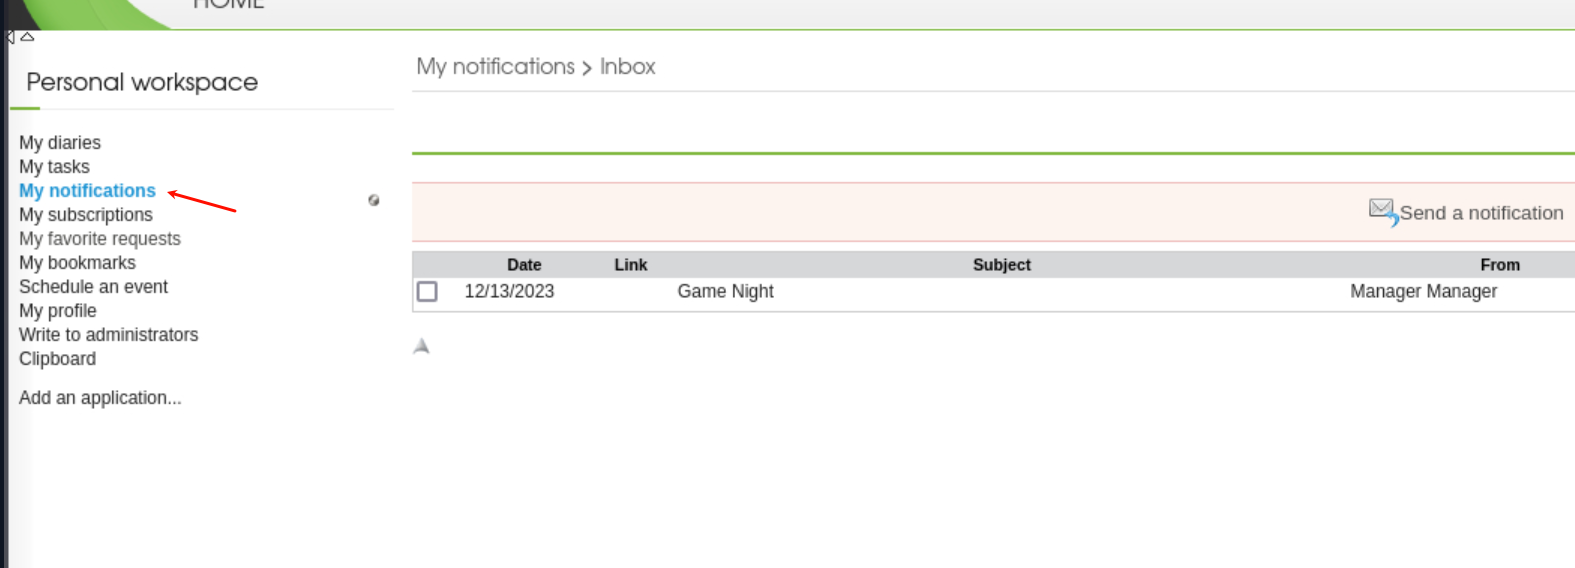 HOME
Personal workspace
My diaries
My tasks
My notifications
My subscriptions
My favorite requests
My bookmarks
Schedule an event
My profile
Write to administrators
Clipboard
Add an application...
My notifications > Inbox
Send a notification
Date Link Subject From
12/13/2023 Game Night Manager Manager